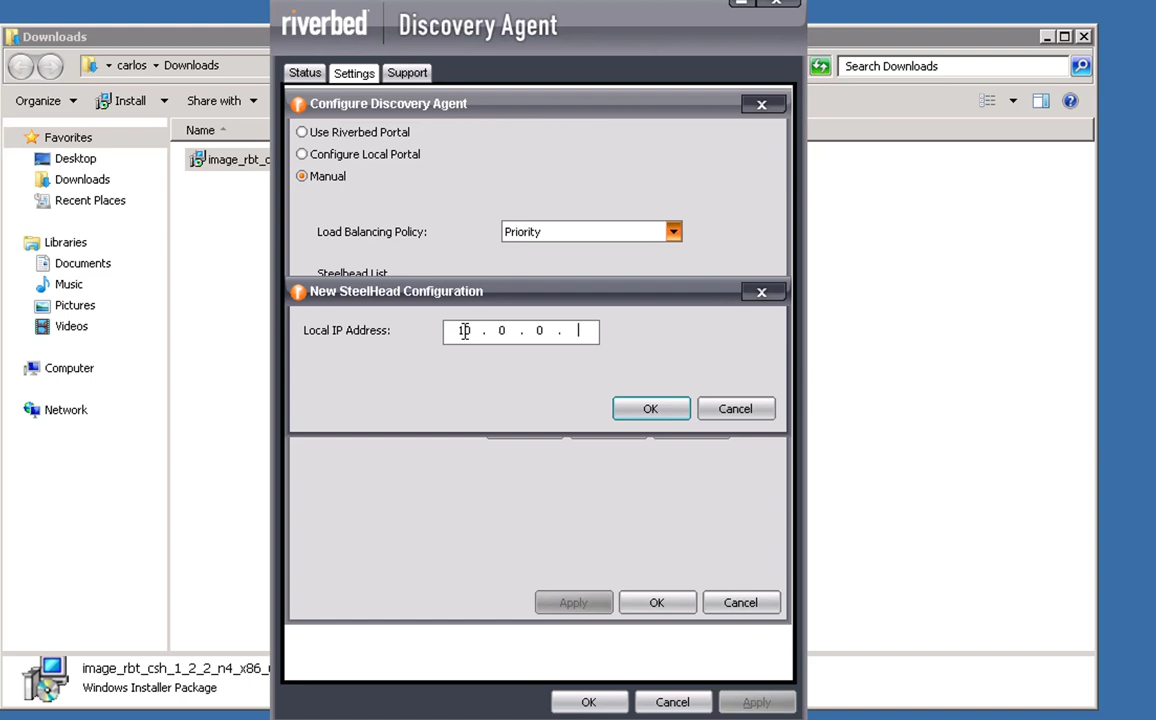 Downloads
carlos
Downloads
Search Downloads
Organize
Install
Share with
Favorites
Desktop
Downloads
Recent Places
Libraries
Documents
Music
Pictures
Videos
Computer
Network
Name
image_rbt_c
riverbed
Discovery Agent
Status
Settings
Support
Configure Discovery Agent
Use Riverbed Portal
Configure Local Portal
Manual
Load Balancing Policy:
Priority
Steelhead List
New SteelHead Configuration
Local IP Address:
10 . 0 . 0 .
OK
Cancel
Apply
OK
Cancel
OK
Cancel
Apply
image_rbt_csh_1_2_2_n4_x86_
Windows Installer Package